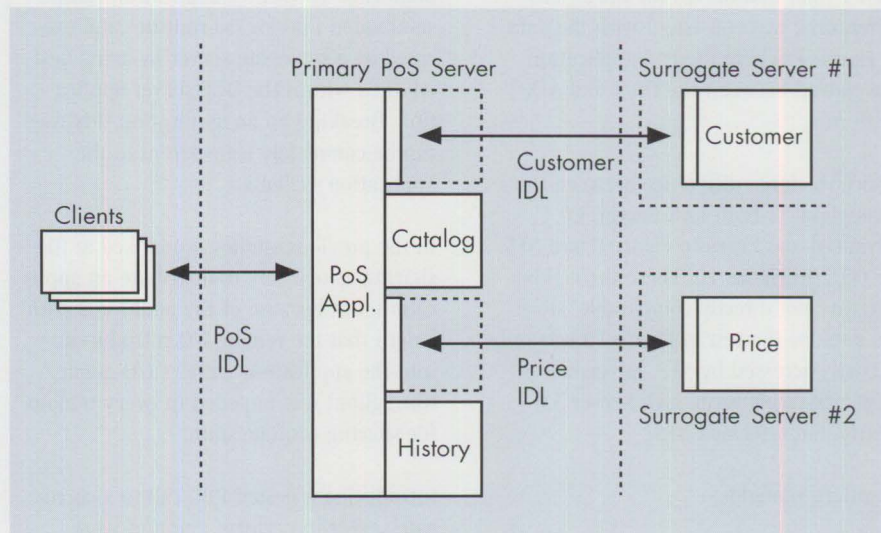 Primary PoS Server
Surrogate Server #1
Customer
Customer
IDL
Clients
Catalog
PoS
Appl.
PoS
IDL
Price
Price
IDL
Surrogate Server #2
History